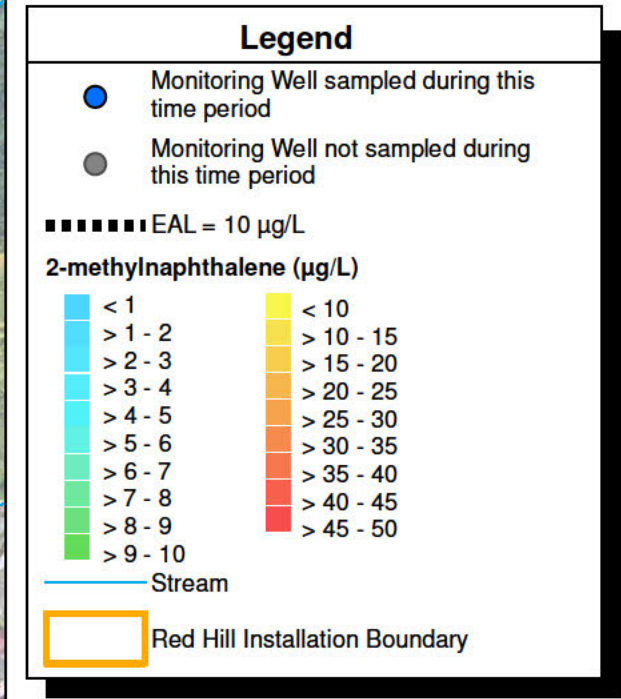 Legend
Monitoring Well sampled during this
time period
Monitoring Well not sampled during
this time period
EAL = 10 µg/L
2-methylnaphthalene (µg/L)
< 1
> 1 - 2
> 2 - 3
> 3 - 4
> 4 - 5
> 5 - 6
> 6 - 7
> 7 - 8
> 8 - 9
> 9 - 10
< 10
> 10 - 15
> 15 - 20
> 20 - 25
> 25 - 30
> 30 - 35
> 35 - 40
> 40 - 45
> 45 - 50
Stream
Red Hill Installation Boundary